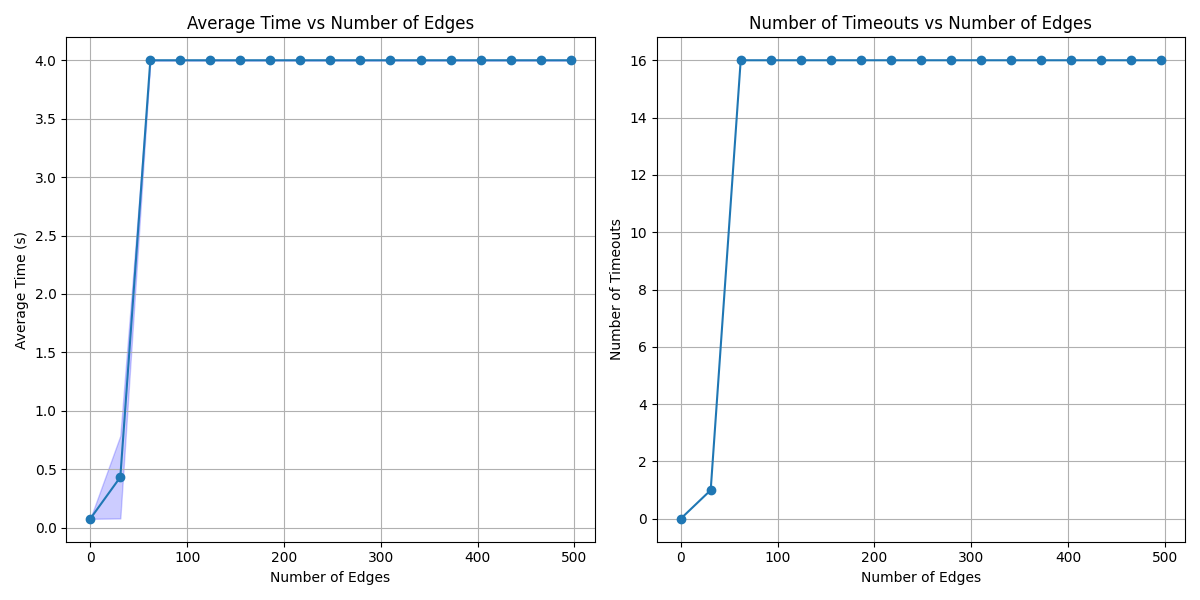 Average Time vs Number of Edges
4.0
3.5
3.0
2.5
2.0
1.5
1.0
0.5
0.0
Average Time (s)
0 100 200 300 400 500
Number of Edges
Number of Timeouts vs Number of Edges
16
14
12
10
8
6
4
2
0
Number of Timeouts
0 100 200 300 400 500
Number of Edges